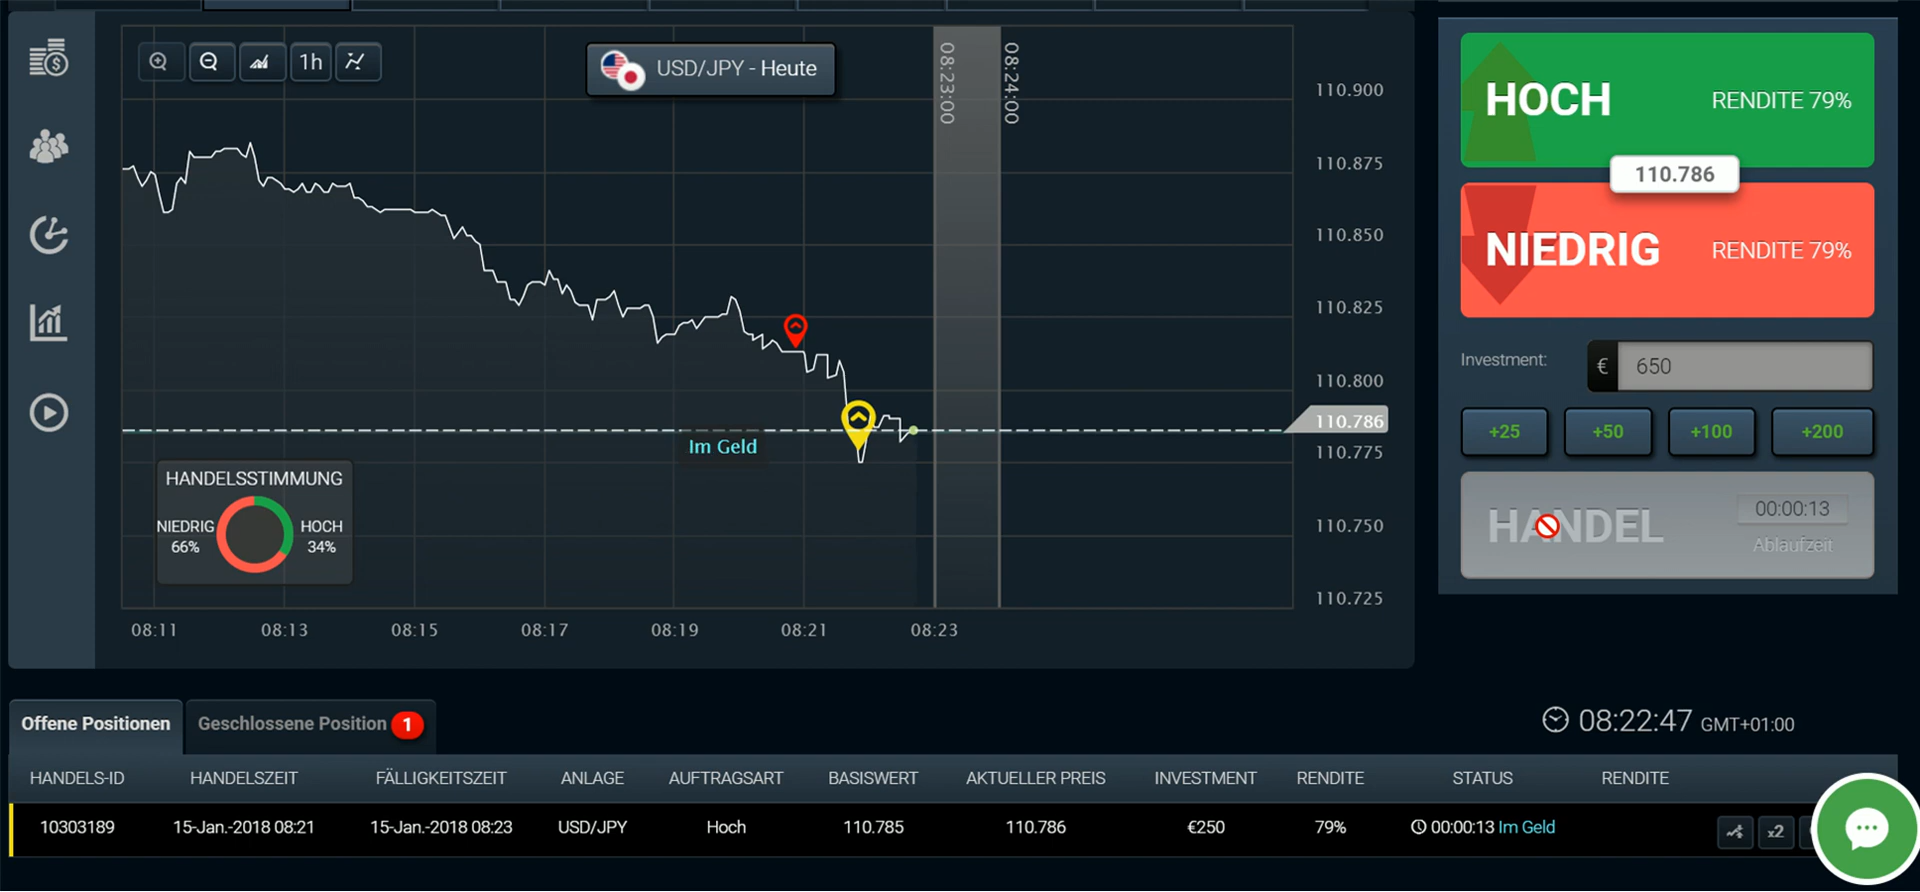 1h
USD/JPY - Heute
08:23:00
08:24:00
110.900
110.875
110.850
110.825
110.800
110.786
110.775
110.750
110.725
Im Geld
HANDELSSTIMMUNG
NIEDRIG
66%
HOCH
34%
08:11 08:13 08:15 08:17 08:19 08:21 08:23
HOCH RENDITE 79%
110.786
NIEDRIG RENDITE 79%
Investment: € 650
+25 +50 +100 +200
HANDEL 00:00:13
Ablaufzeit
Offene Positionen Geschlossene Position 1
08:22:47 GMT+01:00
HANDELS-ID HANDELSZEIT FÄLLIGKEITSZEIT ANLAGE AUFTRAGSART BASISWERT AKTUELLER PREIS INVESTMENT RENDITE STATUS RENDITE
10303189 15-Jan.-2018 08:21 15-Jan.-2018 08:23 USD/JPY Hoch 110.785 110.786 €250 79% 00:00:13 Im Geld x2